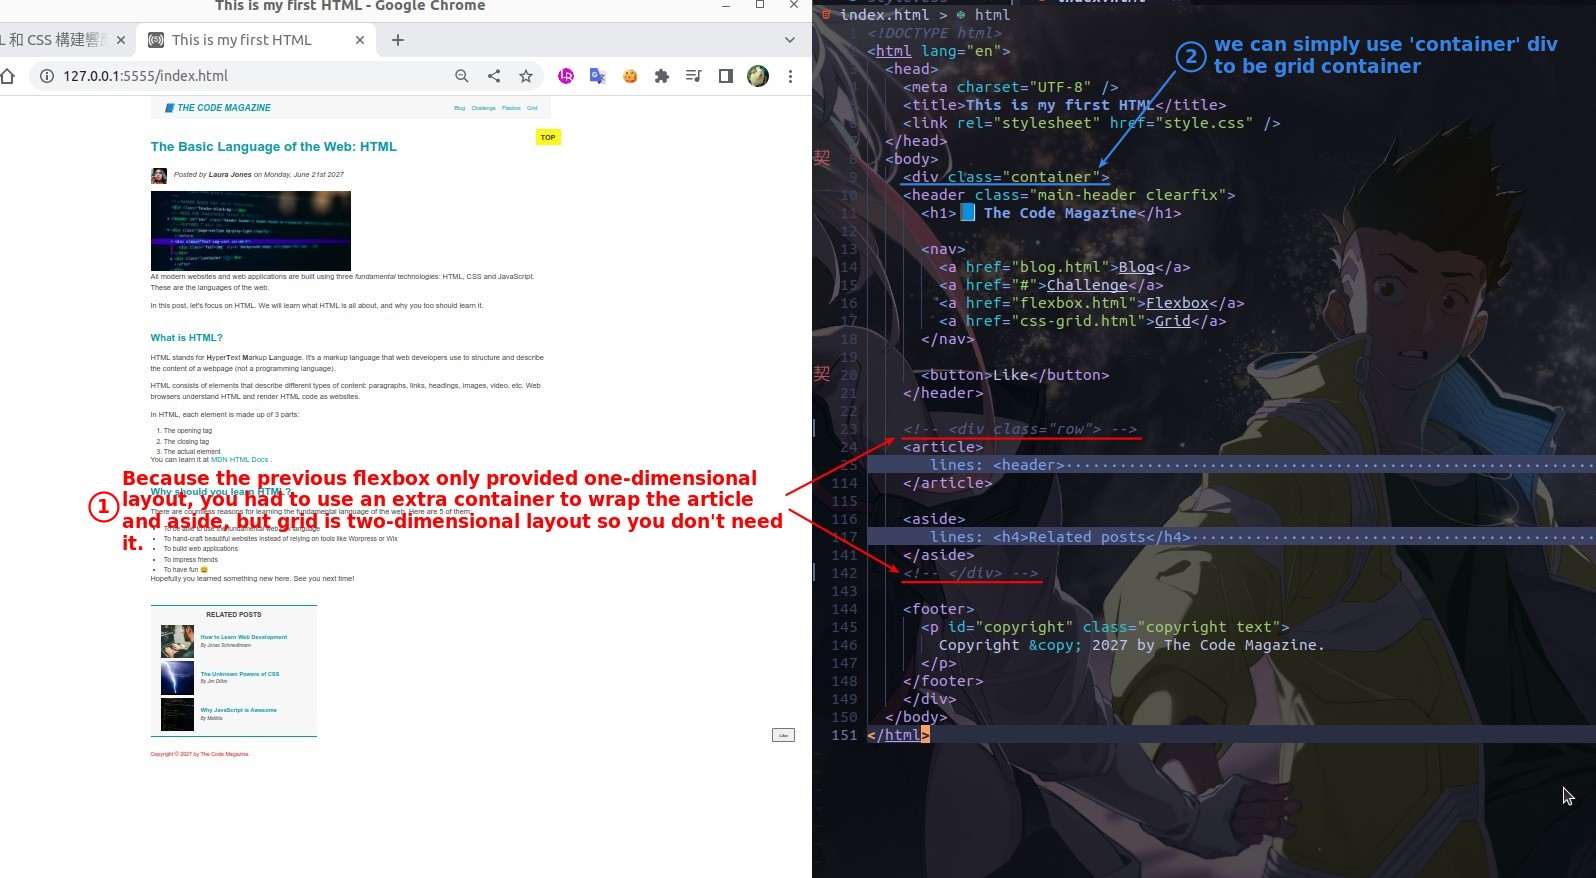 This is my first HTML - Google Chrome
L 和 CSS 構建響應
This is my first HTML
127.0.0.1:5555/index.html
📘 THE CODE MAGAZINE
Blog Challenge Flexbox Grid
TOP
The Basic Language of the Web: HTML
Posted by Laura Jones on Monday, June 21st 2027
All modern websites and web applications are built using three fundamental technologies: HTML, CSS and JavaScript.
These are the languages of the web.
In this post, let's focus on HTML. We will learn what HTML is all about, and why you too should learn it.
What is HTML?
HTML stands for HyperText Markup Language. It's a markup language that web developers use to structure and describe
the content of a webpage (not a programming language).
HTML consists of elements that describe different types of content: paragraphs, links, headings, images, video, etc. Web
browsers understand HTML and render HTML code as websites.
In HTML, each element is made up of 3 parts:
1. The opening tag
2. The closing tag
3. The actual element
You can learn it at MDN HTML Docs .
① Because the previous flexbox only provided one-dimensional
layout, you had to use an extra container to wrap the article
and aside, but grid is two-dimensional layout so you don't need
it.
Why should you learn HTML?
There are countless reasons for learning the fundamental language of the web. Here are 5 of them:
• To be able to use the fundamental web dev language
• To hand-craft beautiful websites instead of relying on tools like Worpress or Wix
• To build web applications
• To impress friends
• To have fun 😃
Hopefully you learned something new here. See you next time!
RELATED POSTS
How to Learn Web Development
By Jonas Schmedtmann
The Unknown Powers of CSS
By Jim Dillon
Why JavaScript is Awesome
By Matilda
Like
Copyright © 2027 by The Code Magazine.
index.html > html
② we can simply use 'container' div
to be grid container
1 <!DOCTYPE html>
<html lang="en">
<head>
4 <meta charset="UTF-8" />
<title>This is my first HTML</title>
6 <link rel="stylesheet" href="style.css" />
7 </head>
契 8 <body>
9 <div class="container">
10 <header class="main-header clearfix">
11 <h1>📘 The Code Magazine</h1>
12
13 <nav>
14 <a href="blog.html">Blog</a>
15 <a href="#">Challenge</a>
16 <a href="flexbox.html">Flexbox</a>
17 <a href="css-grid.html">Grid</a>
18 </nav>
19
契 20 <button>Like</button>
21 </header>
22
23 <!-- <div class="row"> -->
24 <article>
25 lines: <header>
114 </article>
115
116 <aside>
117 lines: <h4>Related posts</h4>
141 </aside>
142 <!-- </div> -->
143
144 <footer>
145 <p id="copyright" class="copyright text">
146 Copyright &copy; 2027 by The Code Magazine.
147 </p>
148 </footer>
149 </div>
150 </body>
151 </html>